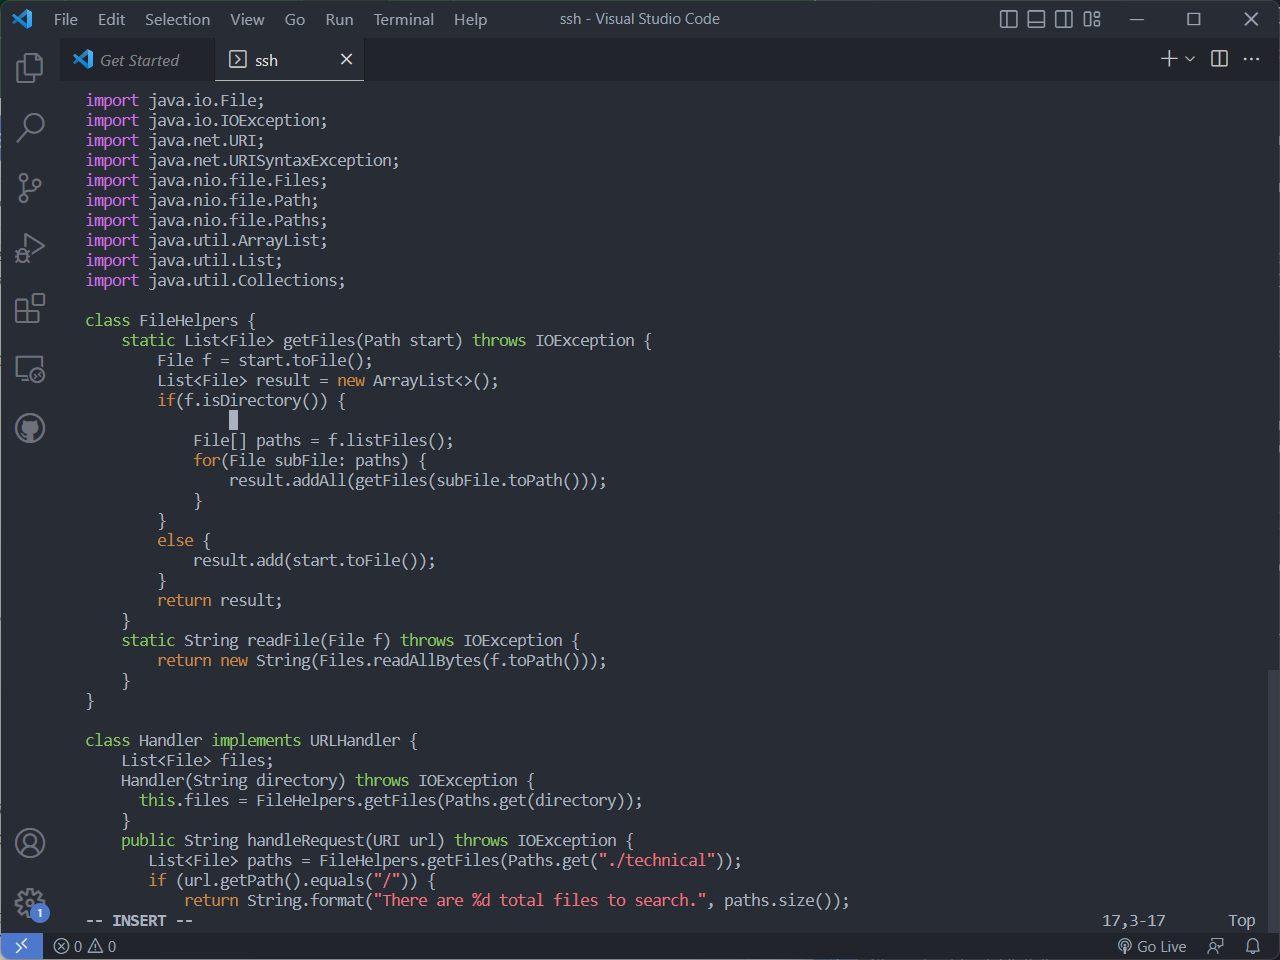 File Edit Selection View Go Run Terminal Help ssh - Visual Studio Code
Get Started ssh
import java.io.File;
import java.io.IOException;
import java.net.URI;
import java.net.URISyntaxException;
import java.nio.file.Files;
import java.nio.file.Path;
import java.nio.file.Paths;
import java.util.ArrayList;
import java.util.List;
import java.util.Collections;
class FileHelpers {
    static List<File> getFiles(Path start) throws IOException {
        File f = start.toFile();
        List<File> result = new ArrayList<>();
        if(f.isDirectory()) {
            File[] paths = f.listFiles();
            for(File subFile: paths) {
                result.addAll(getFiles(subFile.toPath()));
            }
        }
        else {
            result.add(start.toFile());
        }
        return result;
    }
    static String readFile(File f) throws IOException {
        return new String(Files.readAllBytes(f.toPath()));
    }
}
class Handler implements URLHandler {
    List<File> files;
    Handler(String directory) throws IOException {
      this.files = FileHelpers.getFiles(Paths.get(directory));
    }
    public String handleRequest(URI url) throws IOException {
       List<File> paths = FileHelpers.getFiles(Paths.get("./technical"));
       if (url.getPath().equals("/")) {
           return String.format("There are %d total files to search.", paths.size());
-- INSERT -- 17,3-17 Top
1
0 0 Go Live